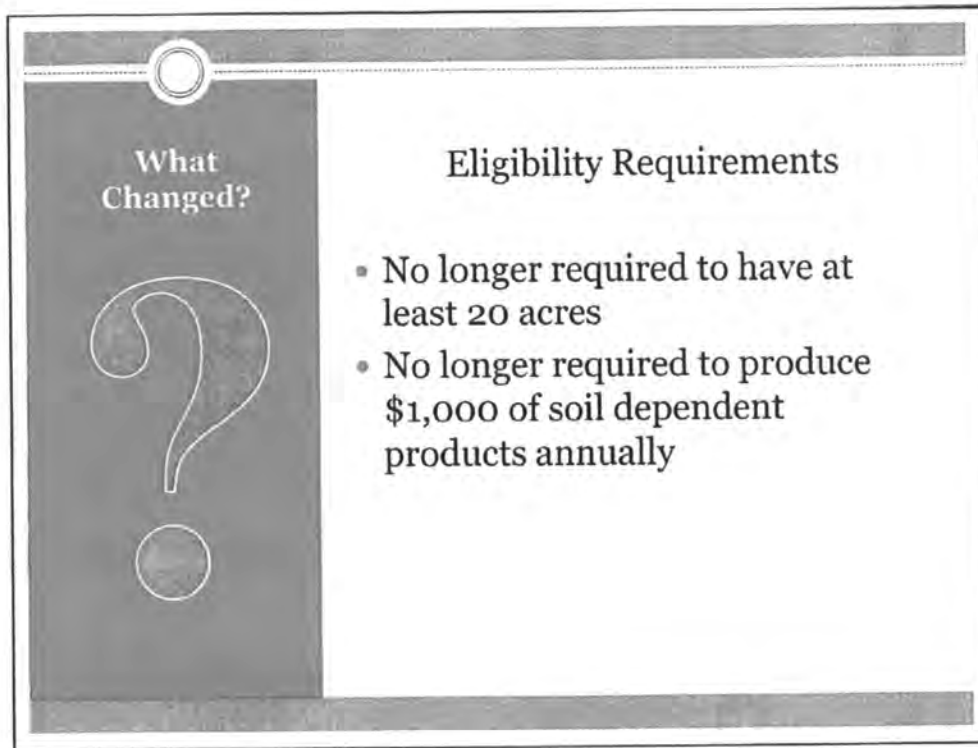 What
Changed?
Eligibility Requirements
• No longer required to have at
least 20 acres
• No longer required to produce
$1,000 of soil dependent
products annually